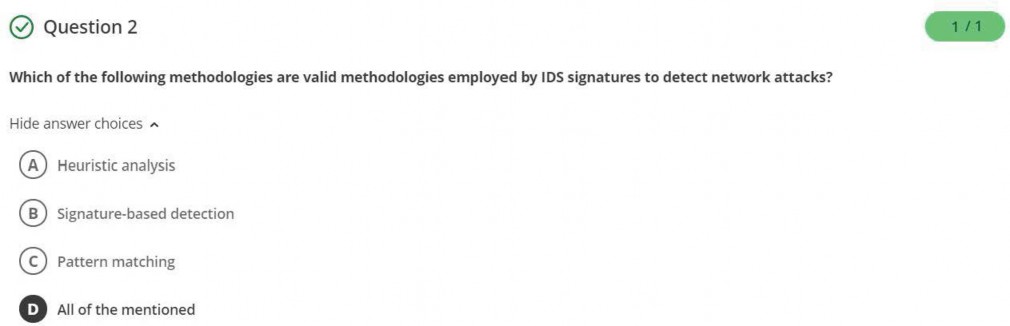 Question 2
1 / 1
Which of the following methodologies are valid methodologies employed by IDS signatures to detect network attacks?
Hide answer choices
A Heuristic analysis
B Signature-based detection
C Pattern matching
D All of the mentioned